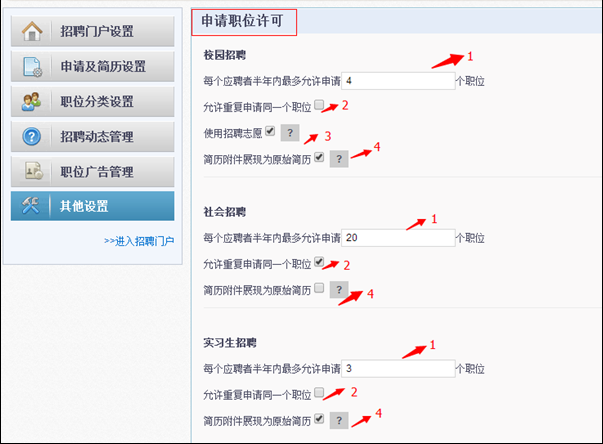 招聘门户设置
申请及简历设置
职位分类设置
招聘动态管理
职位广告管理
其他设置
>>进入招聘门户
申请职位许可
校园招聘
1
每个应聘者半年内最多允许申请 4 个职位
允许重复申请同一个职位 2
使用招聘志愿 ? 3
简历附件展现为原始简历 ? 4
社会招聘
1
每个应聘者半年内最多允许申请 20 个职位
允许重复申请同一个职位 2
简历附件展现为原始简历 ? 4
实习生招聘
1
每个应聘者半年内最多允许申请 3 个职位
允许重复申请同一个职位 2
简历附件展现为原始简历 ? 4